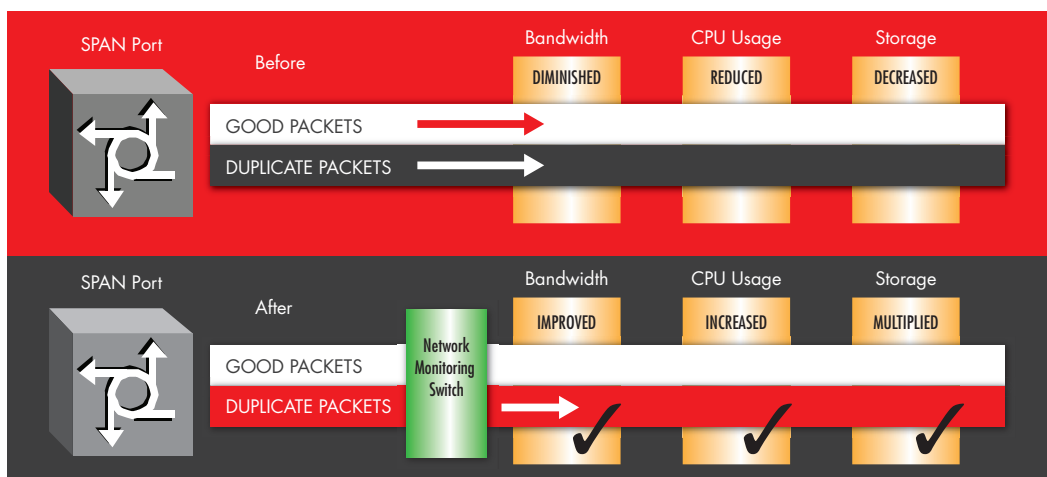 SPAN Port
Before
Bandwidth
CPU Usage
Storage
DIMINISHED
REDUCED
DECREASED
GOOD PACKETS
DUPLICATE PACKETS
SPAN Port
After
Bandwidth
CPU Usage
Storage
IMPROVED
INCREASED
MULTIPLIED
Network
Monitoring
Switch
GOOD PACKETS
DUPLICATE PACKETS